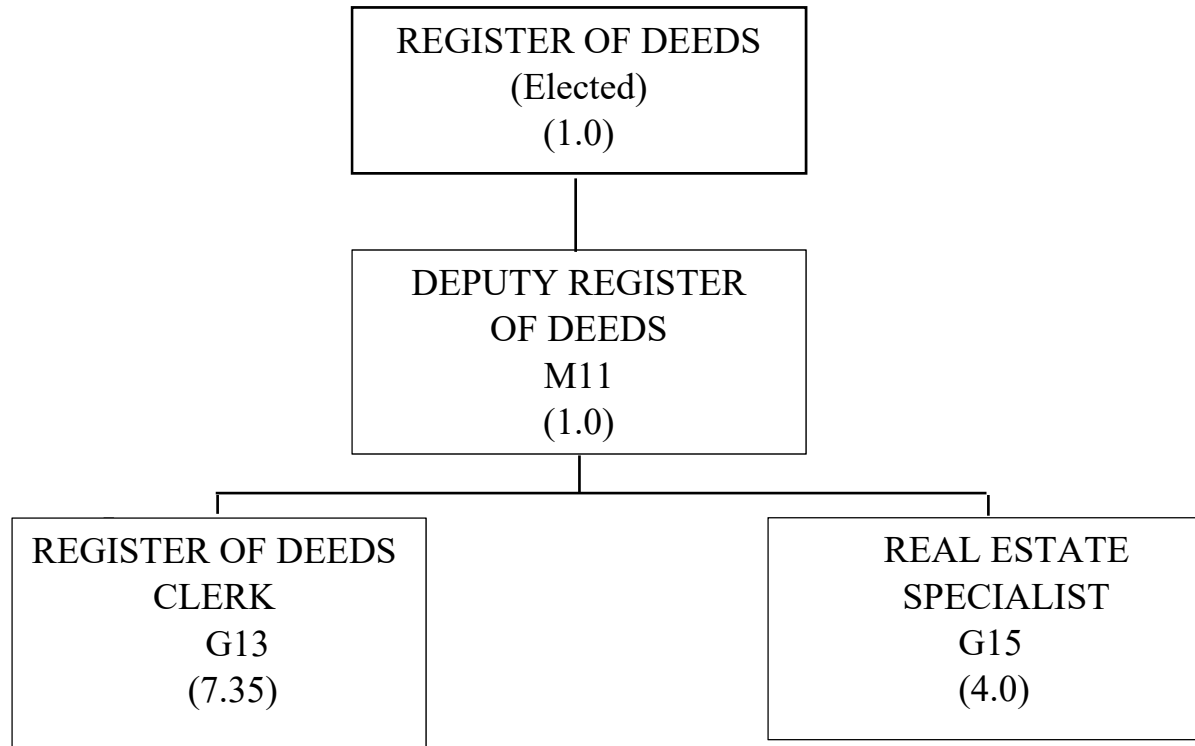 REGISTER OF DEEDS
(Elected)
(1.0)
DEPUTY REGISTER
OF DEEDS
M11
(1.0)
REGISTER OF DEEDS
CLERK
G13
(7.35)
REAL ESTATE
SPECIALIST
G15
(4.0)